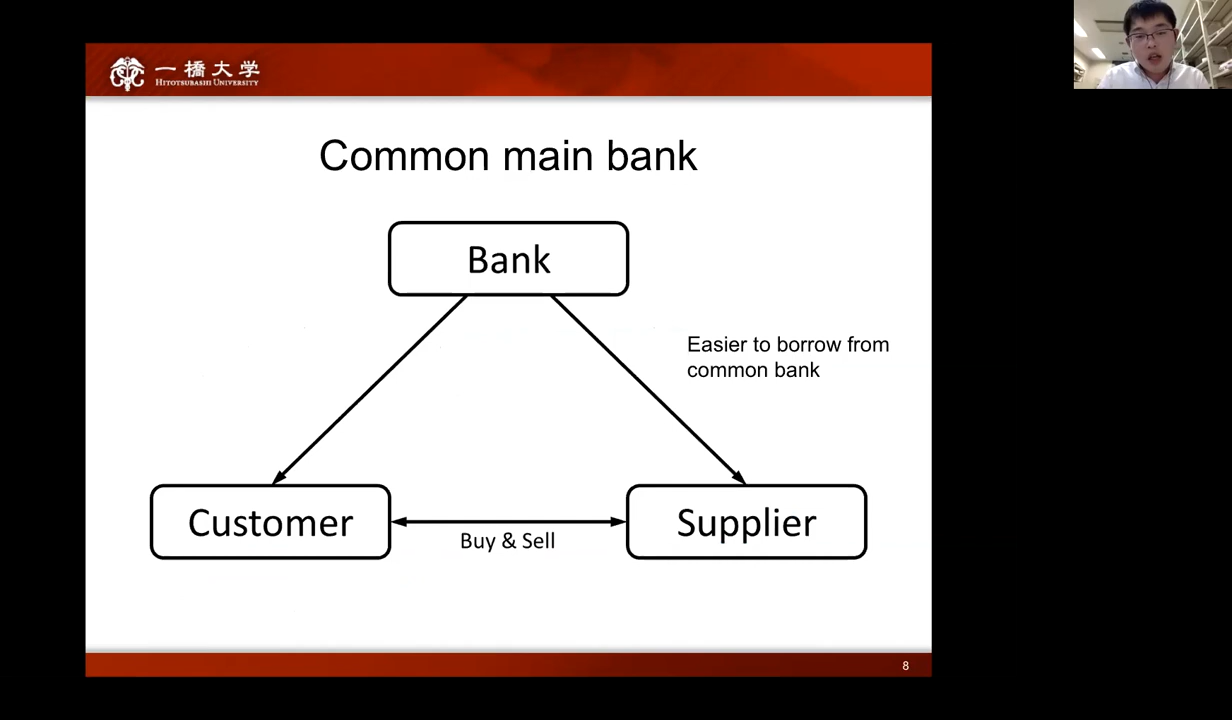 一橋大学
HITOTSUBASHI UNIVERSITY
Common main bank
Bank
Easier to borrow from
common bank
Customer
Supplier
Buy & Sell
8